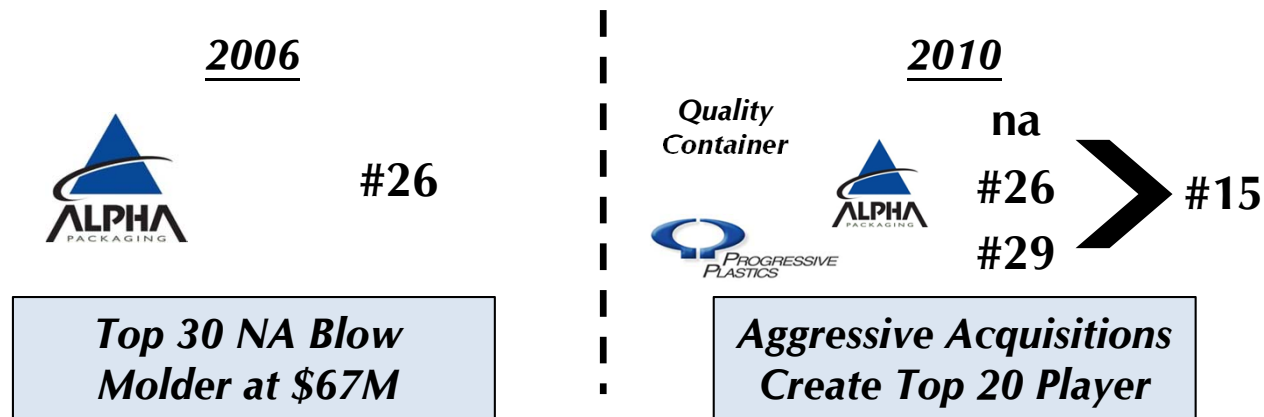 2006
ALPHA
PACKAGING
#26
Top 30 NA Blow
Molder at $67M
2010
Quality
Container
na
ALPHA
PACKAGING
#26
#15
PROGRESSIVE
PLASTICS
#29
Aggressive Acquisitions
Create Top 20 Player